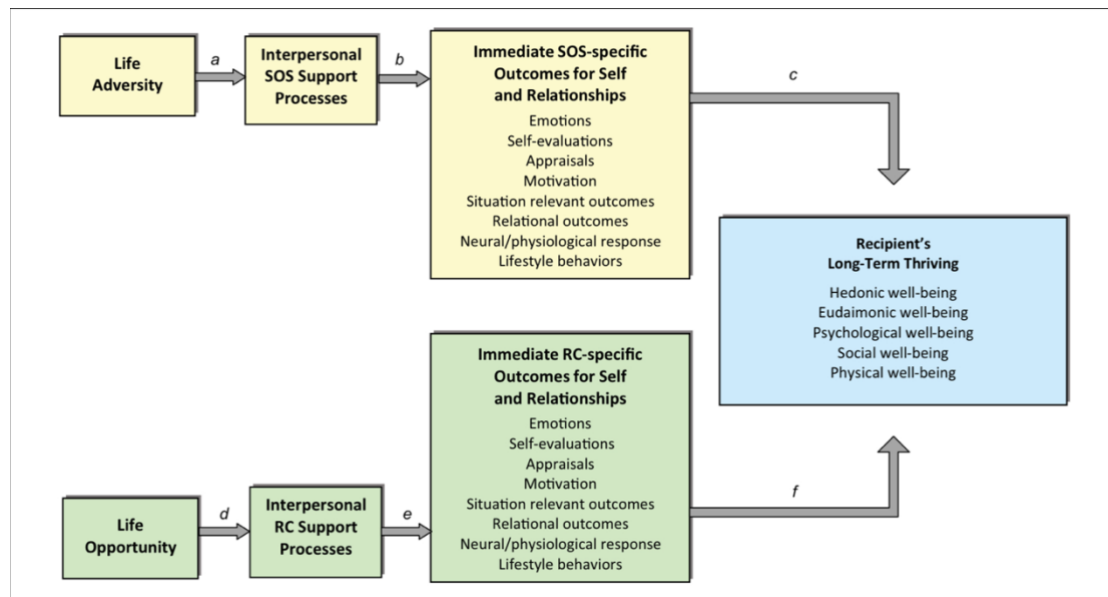 Life
Adversity
a
Interpersonal
SOS Support
Processes
b
Immediate SOS-specific
Outcomes for Self
and Relationships
Emotions
Self-evaluations
Appraisals
Motivation
Situation relevant outcomes
Relational outcomes
Neural/physiological response
Lifestyle behaviors
c
Recipient's
Long-Term Thriving
Hedonic well-being
Eudaimonic well-being
Psychological well-being
Social well-being
Physical well-being
Life
Opportunity
d
Interpersonal
RC Support
Processes
e
Immediate RC-specific
Outcomes for Self
and Relationships
Emotions
Self-evaluations
Appraisals
Motivation
Situation relevant outcomes
Relational outcomes
Neural/physiological response
Lifestyle behaviors
f